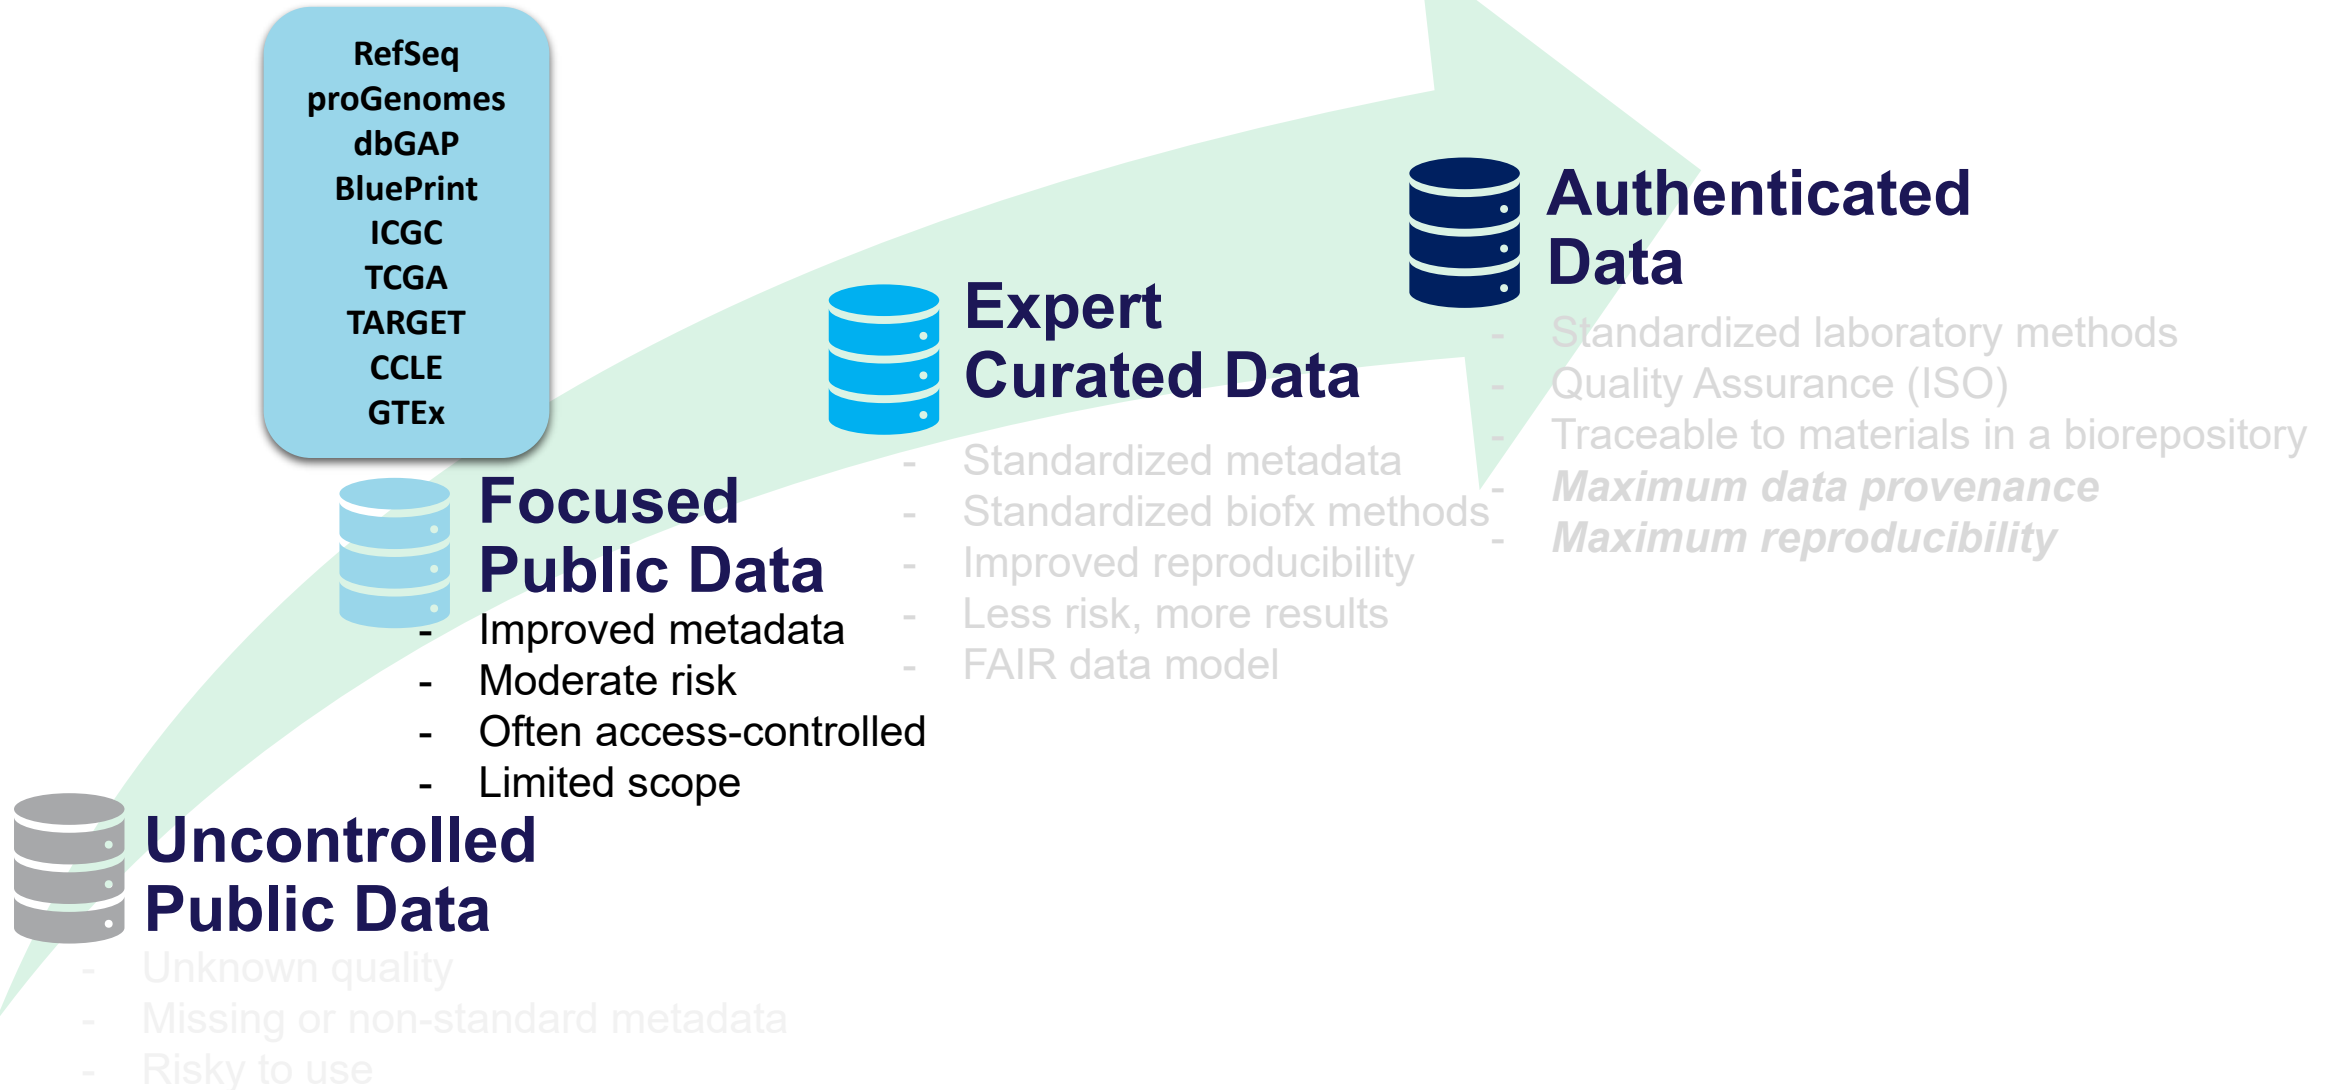 RefSeq
proGenomes
dbGAP
BluePrint
ICGC
TCGA
TARGET
CCLE
GTEx
Uncontrolled
Public Data
- Unknown quality
- Missing or non-standard metadata
- Risky to use
Focused
Public Data
- Improved metadata
- Moderate risk
- Often access-controlled
- Limited scope
Expert
Curated Data
- Standardized metadata
- Standardized biofx methods
- Improved reproducibility
- Less risk, more results
- FAIR data model
Authenticated
Data
- Standardized laboratory methods
- Quality Assurance (ISO)
- Traceable to materials in a biorepository
- Maximum data provenance
- Maximum reproducibility